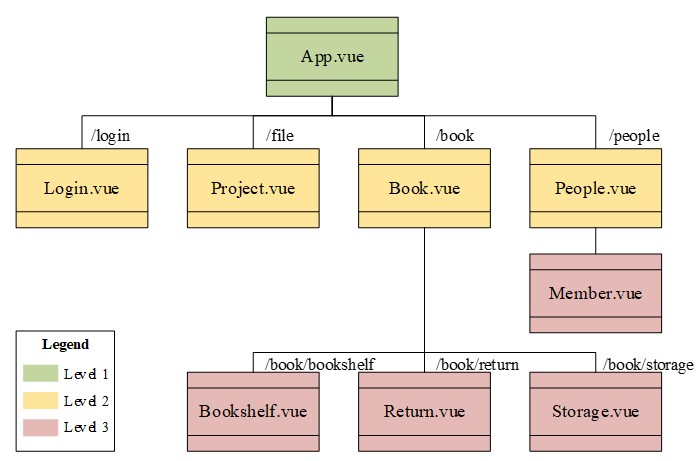 App.vue
/login
/file
/book
/people
Login.vue
Project.vue
Book.vue
People.vue
Member.vue
Legend
Level 1
Level 2
Level 3
/book/bookshelf
/book/return
/book/storage
Bookshelf.vue
Return.vue
Storage.vue